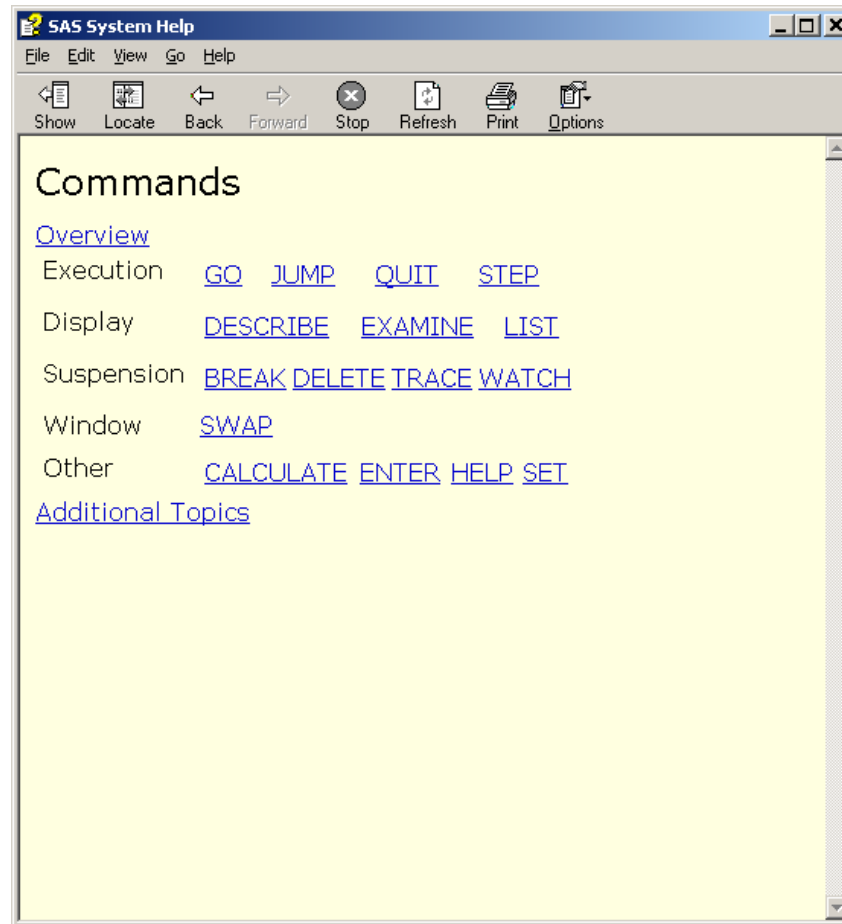 SAS System Help
File Edit View Go Help
Show Locate Back Forward Stop Refresh Print Options
Commands
Overview
Execution GO JUMP QUIT STEP
Display DESCRIBE EXAMINE LIST
Suspension BREAK DELETE TRACE WATCH
Window SWAP
Other CALCULATE ENTER HELP SET
Additional Topics